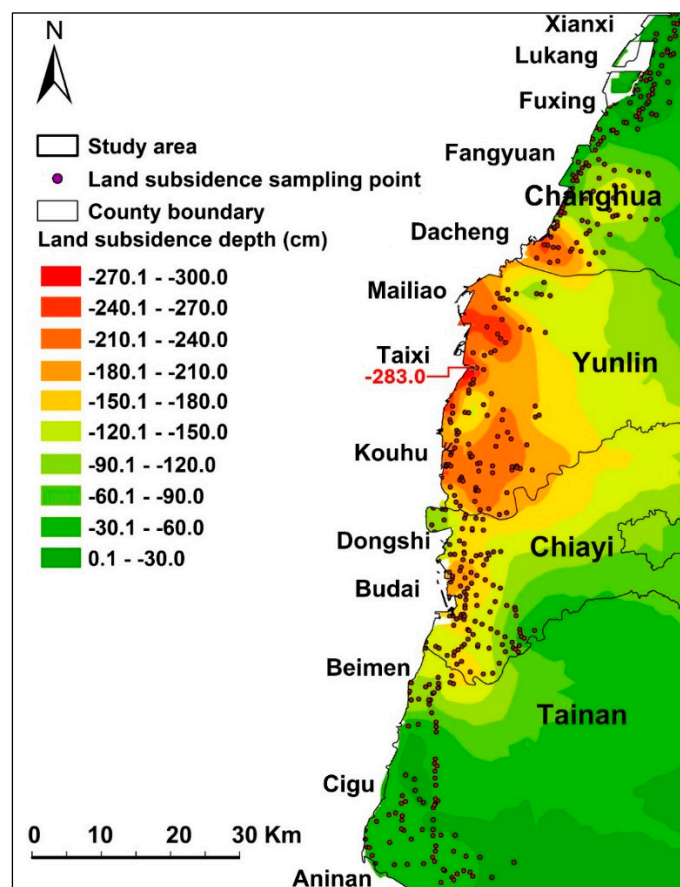 N
Study area
Land subsidence sampling point
County boundary
Land subsidence depth (cm)
-270.1 - -300.0
-240.1 - -270.0
-210.1 - -240.0
-180.1 - -210.0
-150.1 - -180.0
-120.1 - -150.0
-90.1 - -120.0
-60.1 - -90.0
-30.1 - -60.0
0.1 - -30.0
Xianxi
Lukang
Fuxing
Fangyuan
Changhua
Dacheng
Mailiao
Taixi
Yunlin
-283.0
Kouhu
Dongshi
Chiayi
Budai
Beimen
Tainan
Cigu
0 10 20 30 Km
Aninan